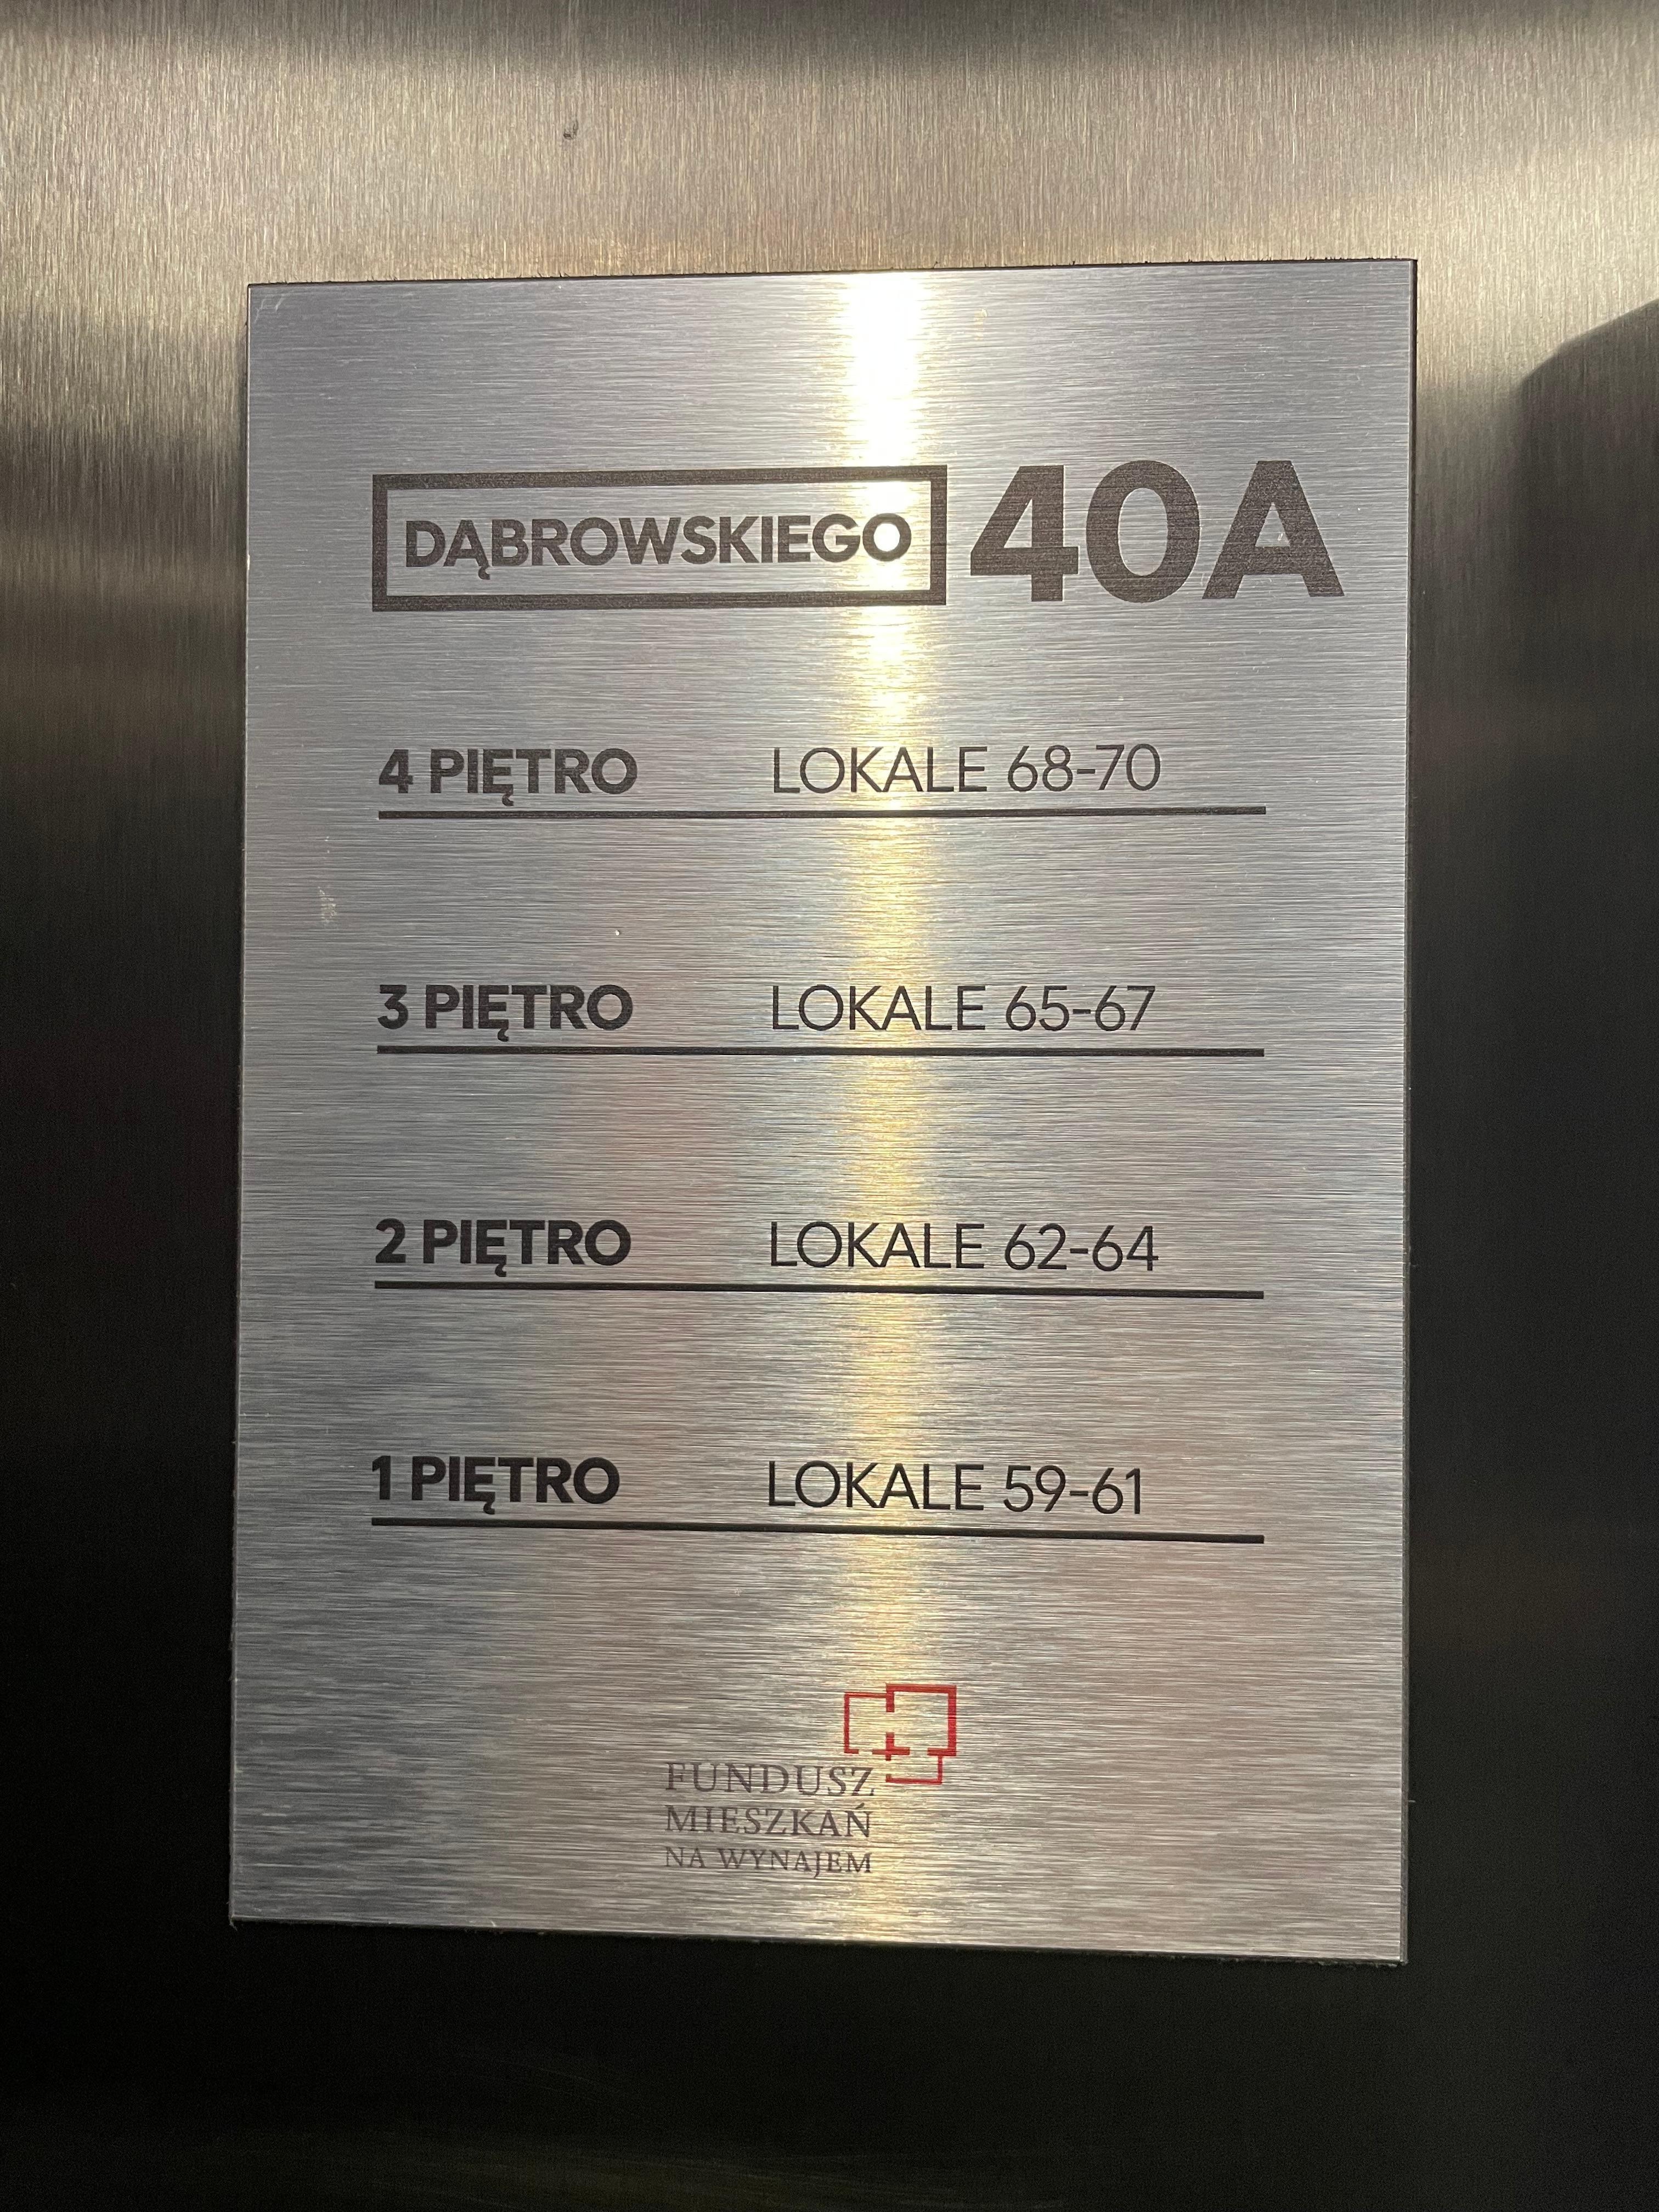 DĄBROWSKIEGO 40A
4 PIĘTRO LOKALE 68-70
3 PIĘTRO LOKALE 65-67
2 PIĘTRO LOKALE 62-64
1 PIĘTRO LOKALE 59-61
FUNDUSZ
MIESZKAŃ
NA WYNAJEM